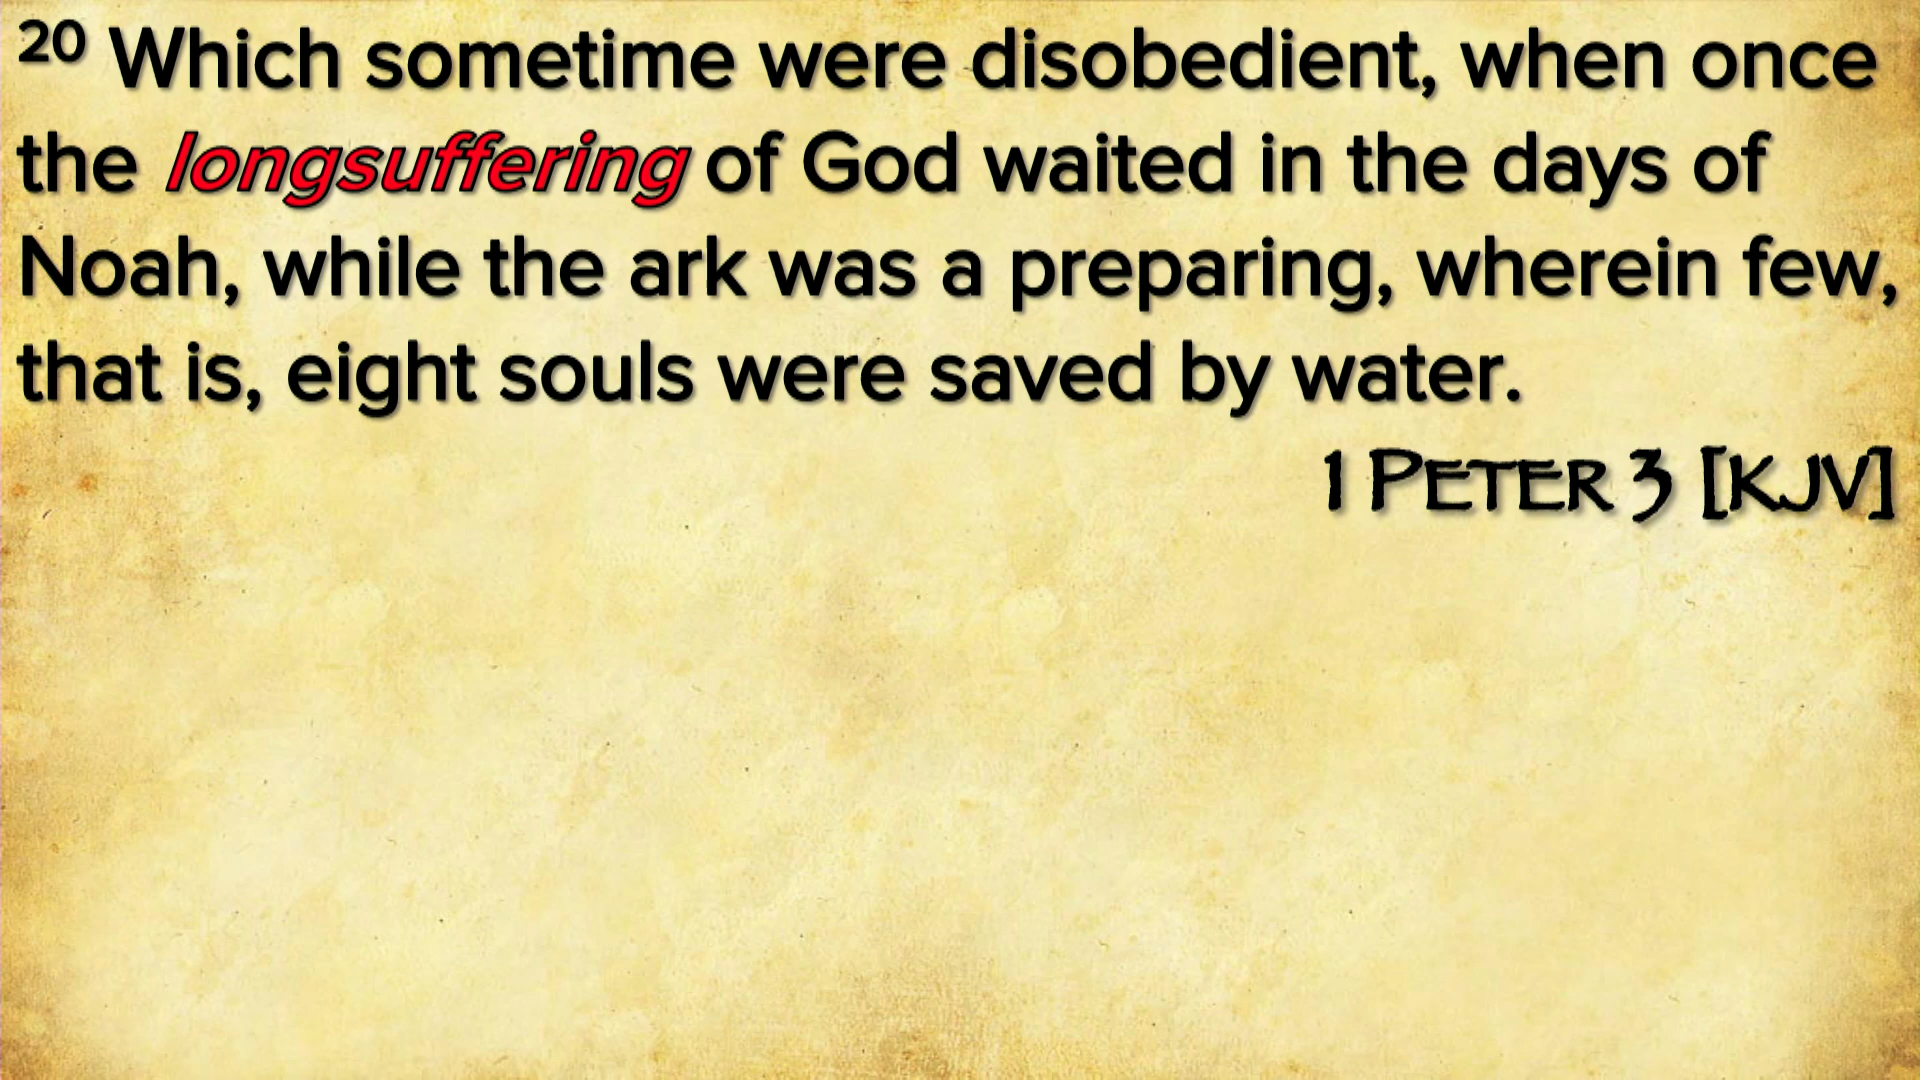 20 Which sometime were disobedient, when once
the longsuffering of God waited in the days of
Noah, while the ark was a preparing, wherein few,
that is, eight souls were saved by water.
1 PETER 3 [KJV]